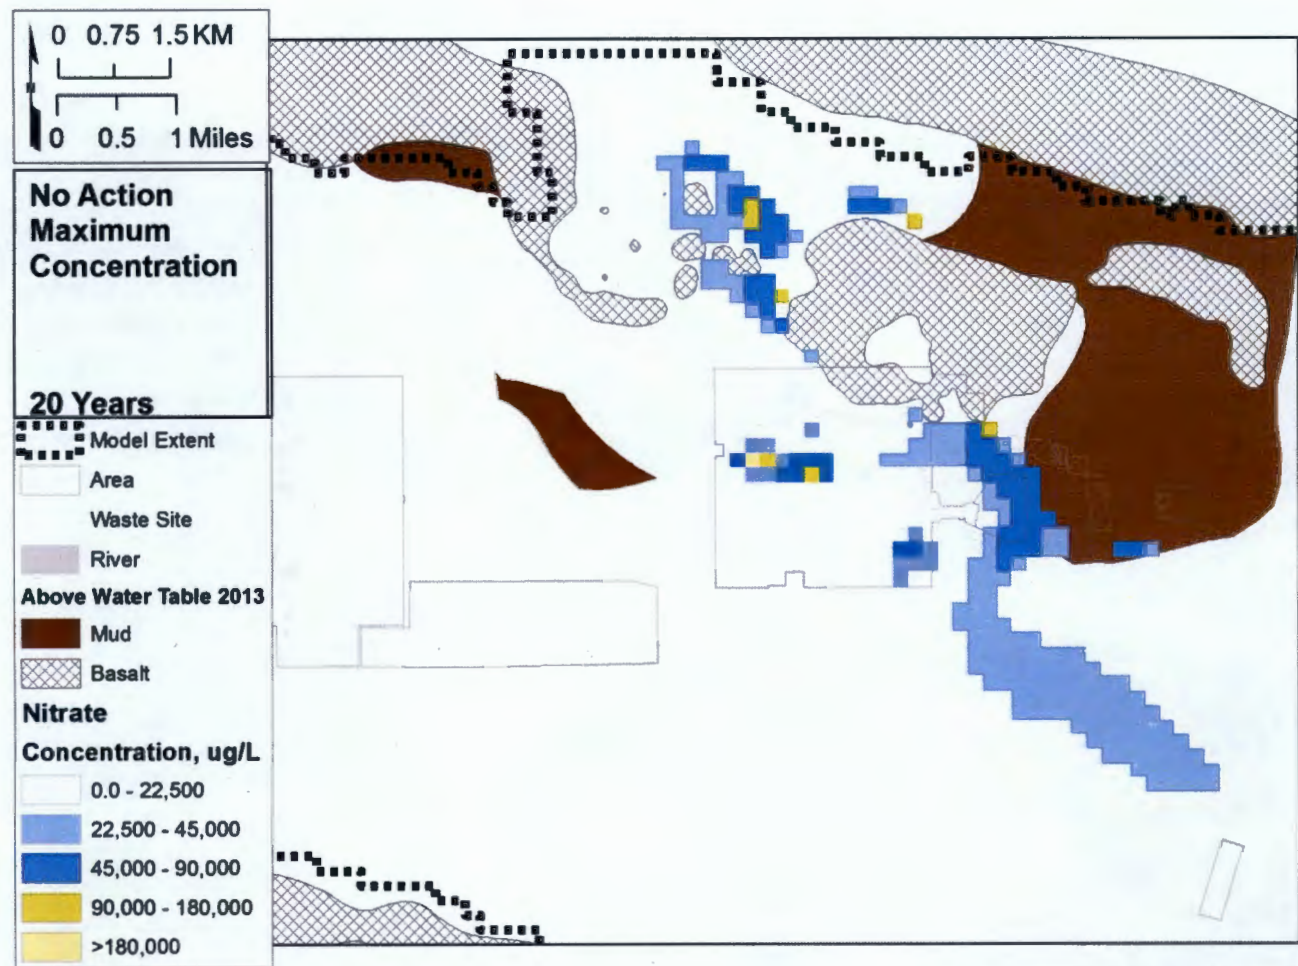 0 0.75 1.5 KM
0 0.5 1 Miles
No Action
Maximum
Concentration
20 Years
Model Extent
Area
Waste Site
River
Above Water Table 2013
Mud
Basalt
Nitrate
Concentration, ug/L
0.0 - 22,500
22,500 - 45,000
45,000 - 90,000
90,000 - 180,000
>180,000